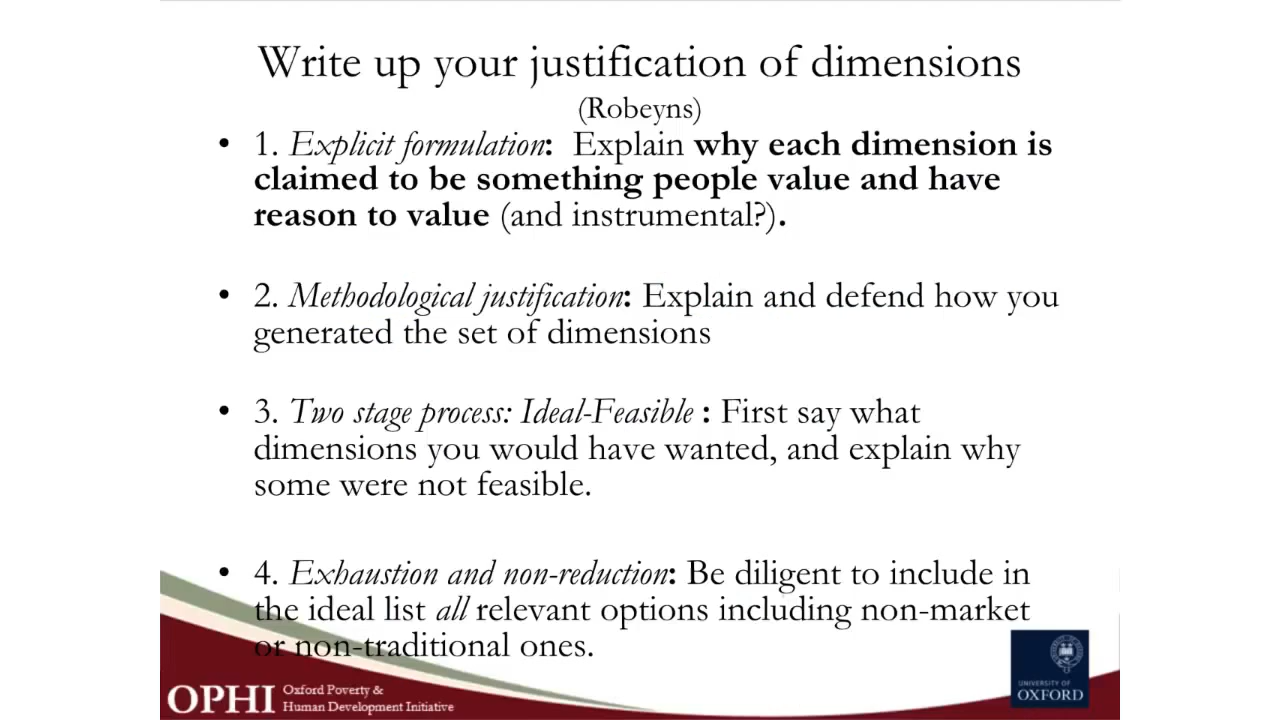 Write up your justification of dimensions
(Robeyns)
• 1. Explicit formulation: Explain why each dimension is
claimed to be something people value and have
reason to value (and instrumental?).
• 2. Methodological justification: Explain and defend how you
generated the set of dimensions
• 3. Two stage process: Ideal-Feasible : First say what
dimensions you would have wanted, and explain why
some were not feasible.
• 4. Exhaustion and non-reduction: Be diligent to include in
the ideal list all relevant options including non-market
or non-traditional ones.
OPHI
Oxford Poverty &
Human Development Initiative
UNIVERSITY OF
OXFORD